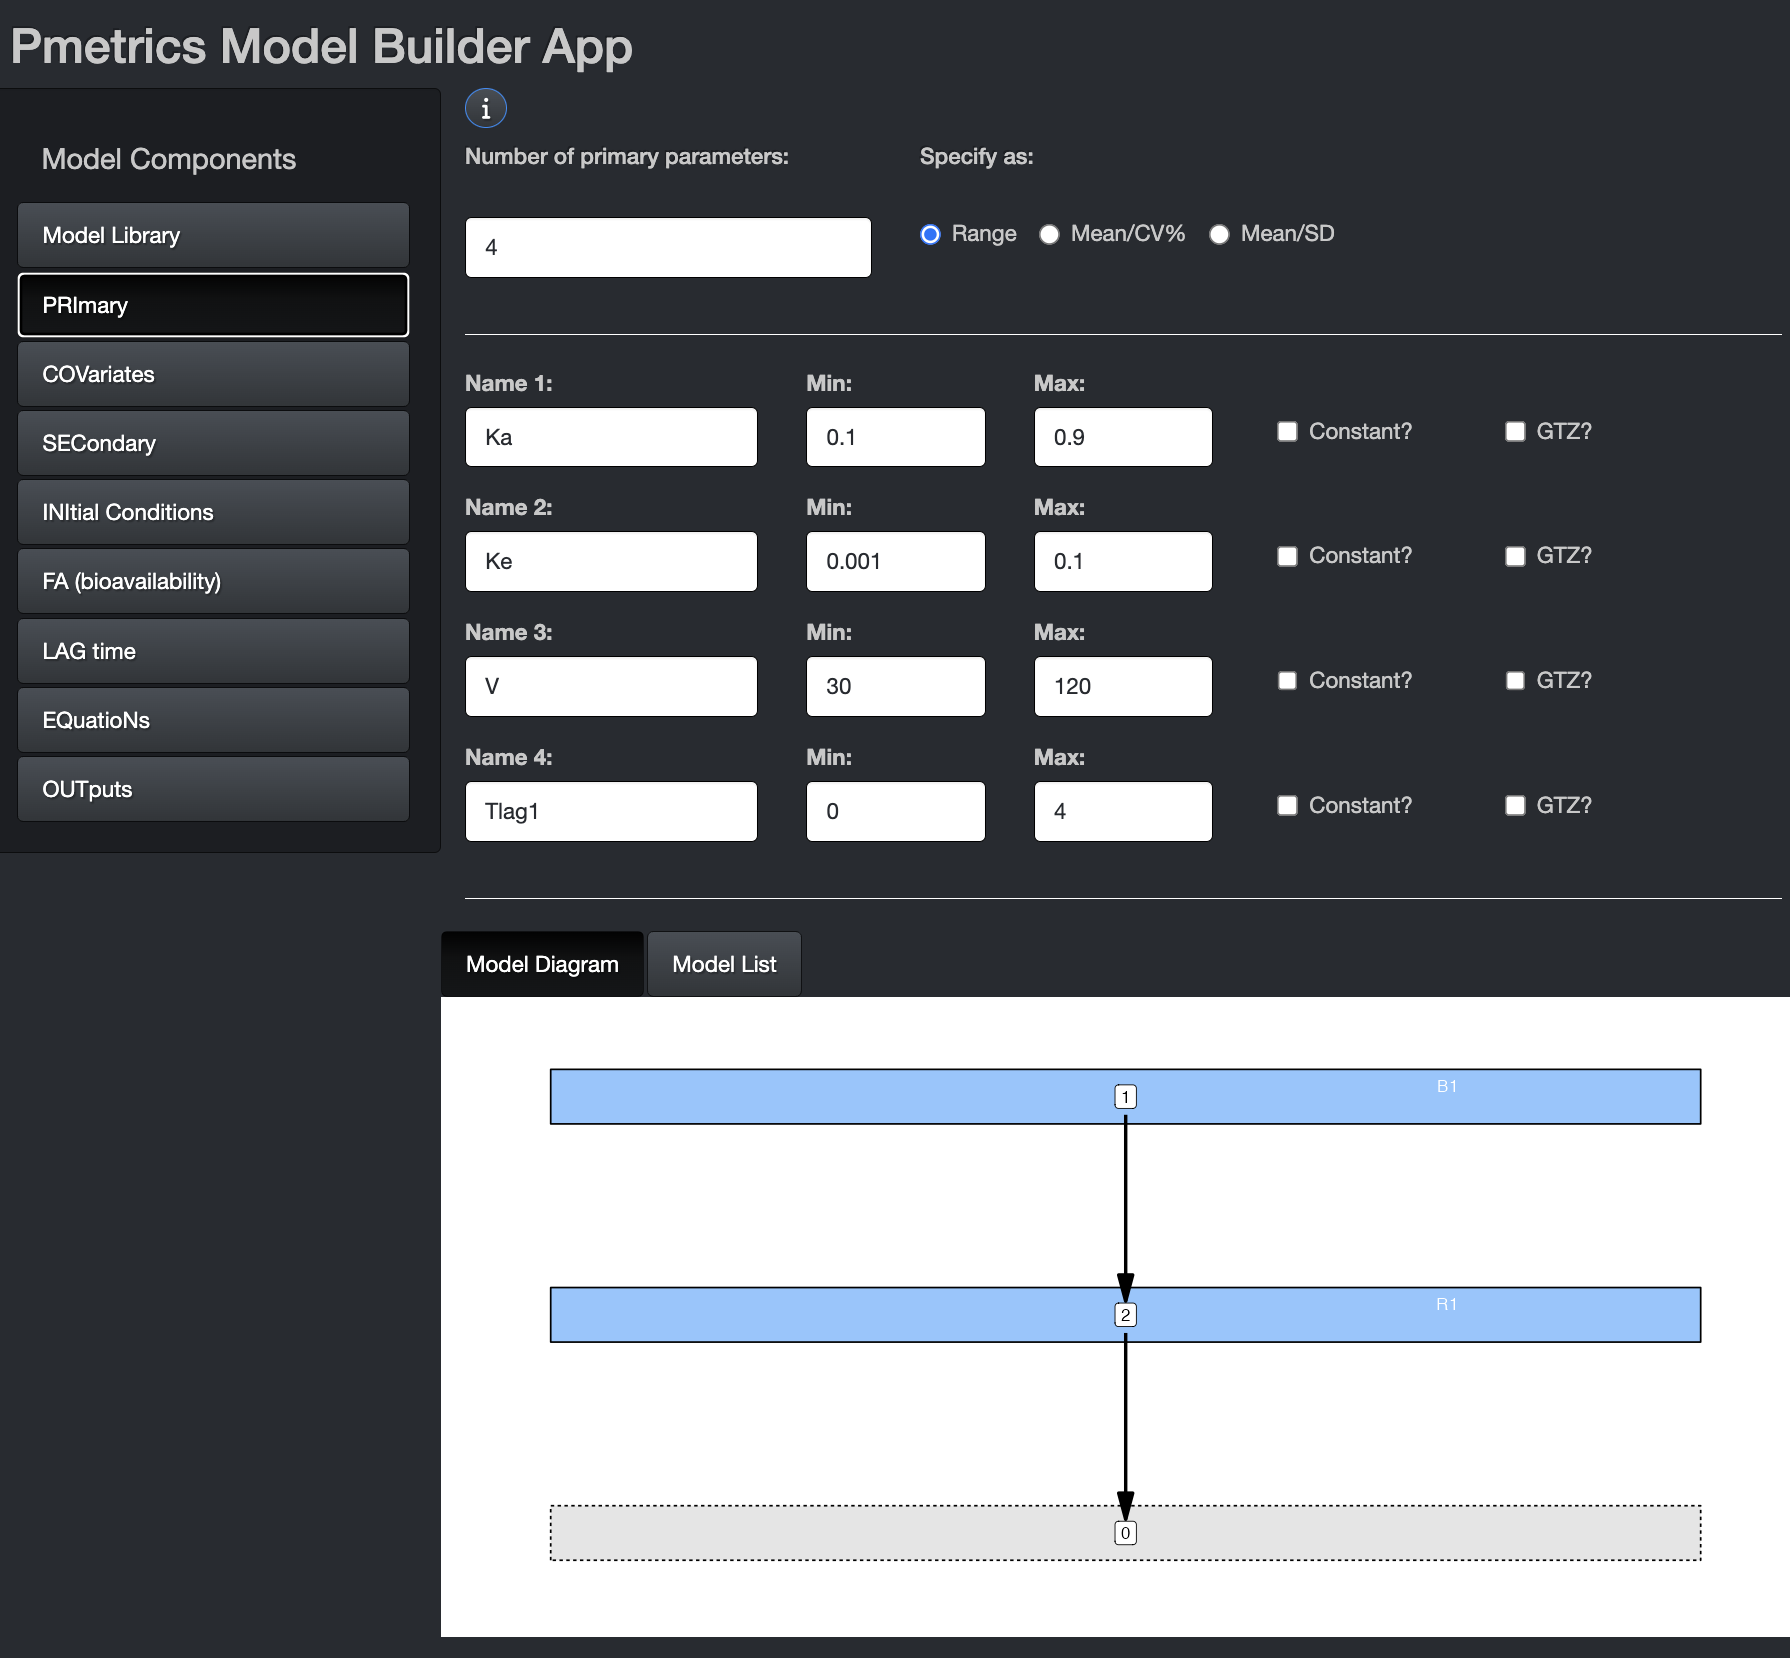 Pmetrics Model Builder App
Model Components
Model Library
PRImary
COVariates
SECondary
INItial Conditions
FA (bioavailability)
LAG time
EQuatioNs
OUTputs
i
Number of primary parameters: Specify as:
4 Range Mean/CV% Mean/SD
Name 1: Min: Max:
Ka 0.1 0.9 Constant? GTZ?
Name 2: Min: Max:
Ke 0.001 0.1 Constant? GTZ?
Name 3: Min: Max:
V 30 120 Constant? GTZ?
Name 4: Min: Max:
Tlag1 0 4 Constant? GTZ?
Model Diagram Model List
1 B1
2 R1
0